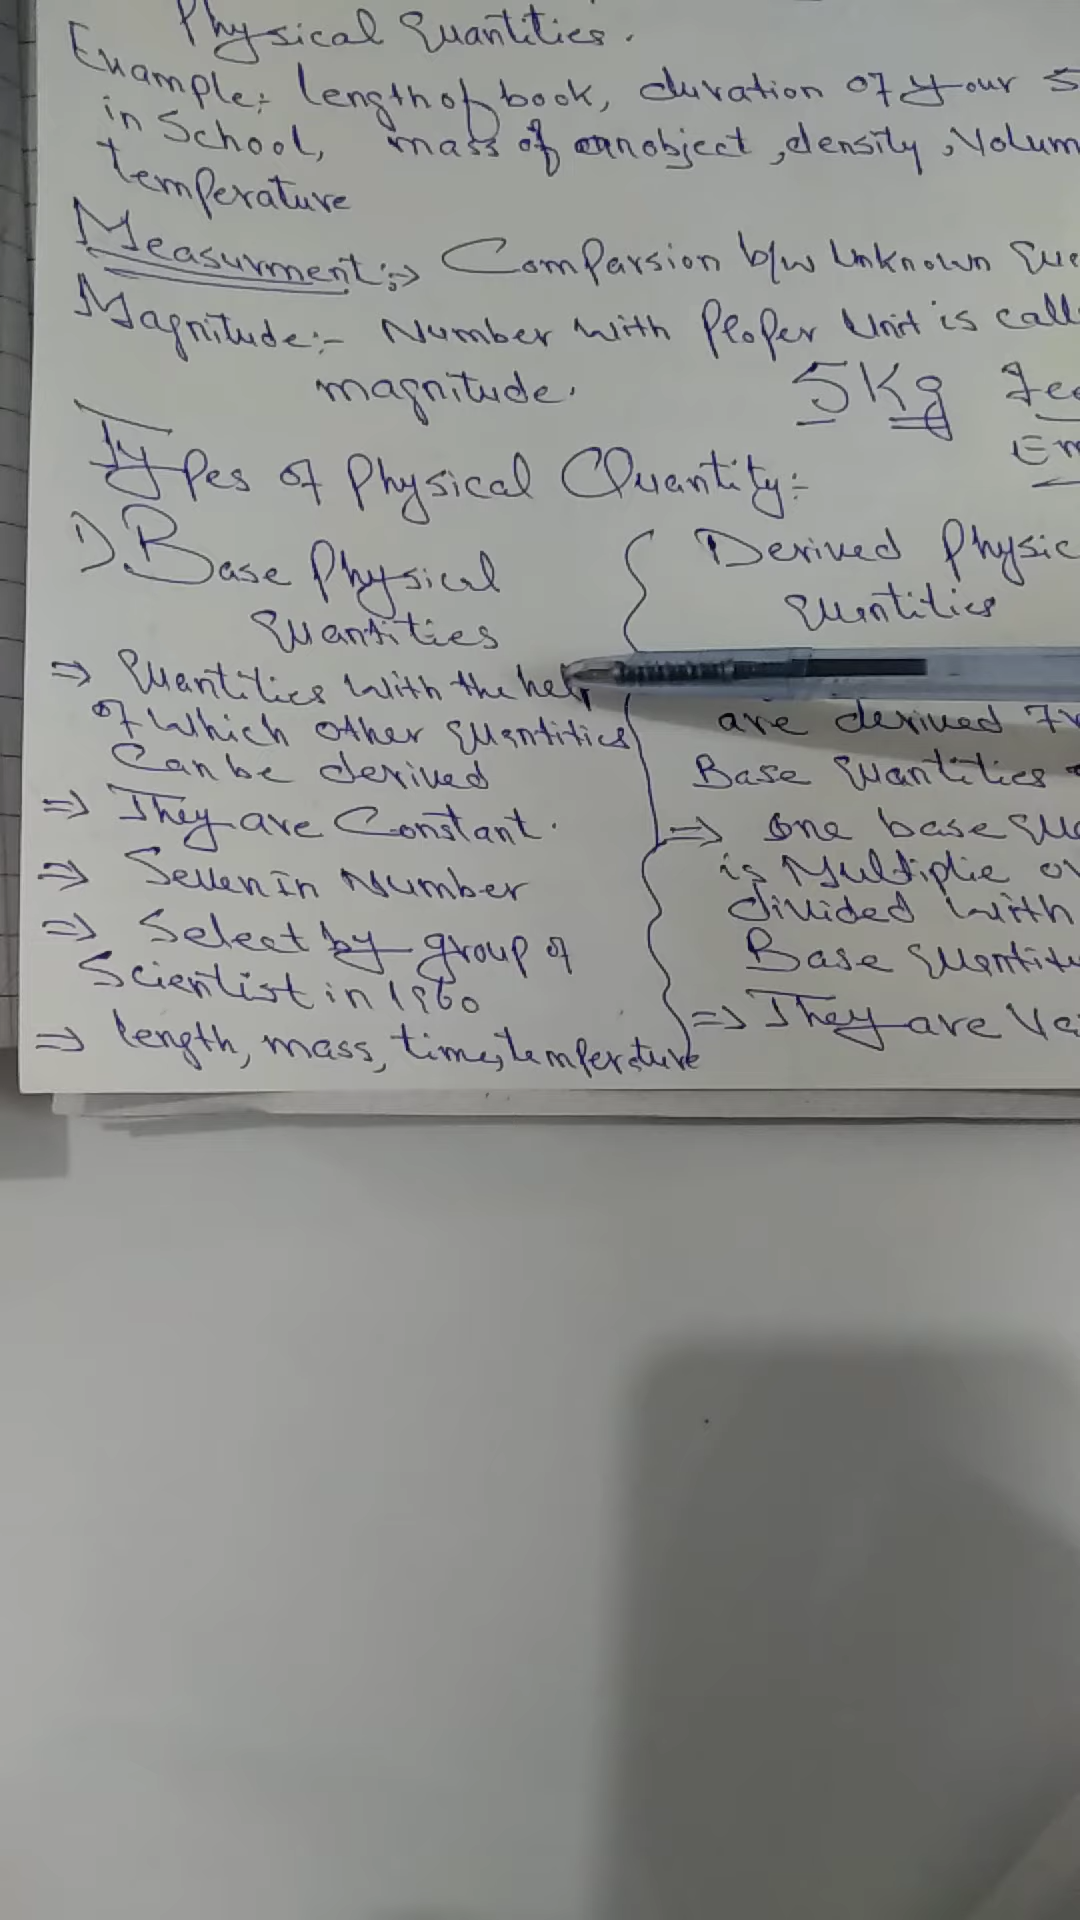 Physical Quantities.
Example: length of book, duration of your
in School, mass of an object, density, Volum
temperature
Measurment:→ Comparsion b/w Unknown
Magnitude:- Number with Proper Unit is call
magnitude. 5Kg
Types of Physical Quantity:-
1) Base Physical
Quantities
⇒ Quantities with the help
of which other Quantities
Can be derived
⇒ They are Constant.
⇒ Seven In Number
⇒ Select by group of
Scientist in 1960
⇒ length, mass, time, temperature
Derived Physic
Quntities
are derived
Base Quantities
⇒ One base
is Multiplie or
divided with
Base Quantite
⇒ They are